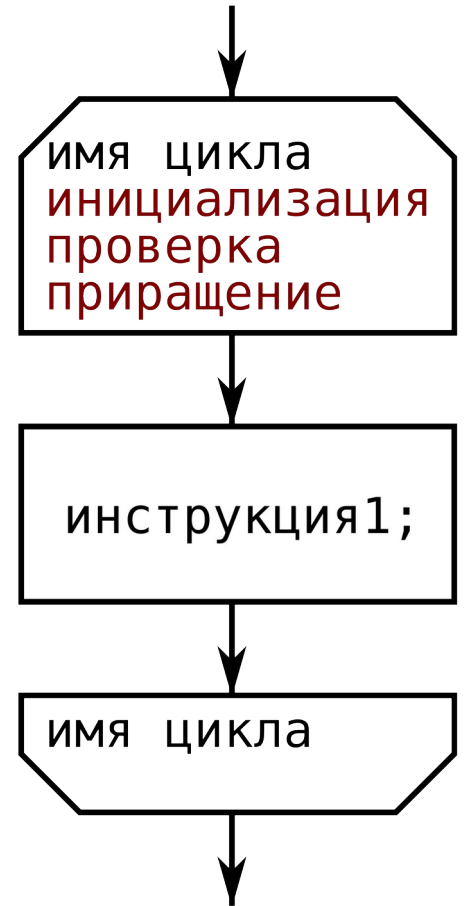 имя цикла
инициализация
проверка
приращение
инструкция1;
имя цикла